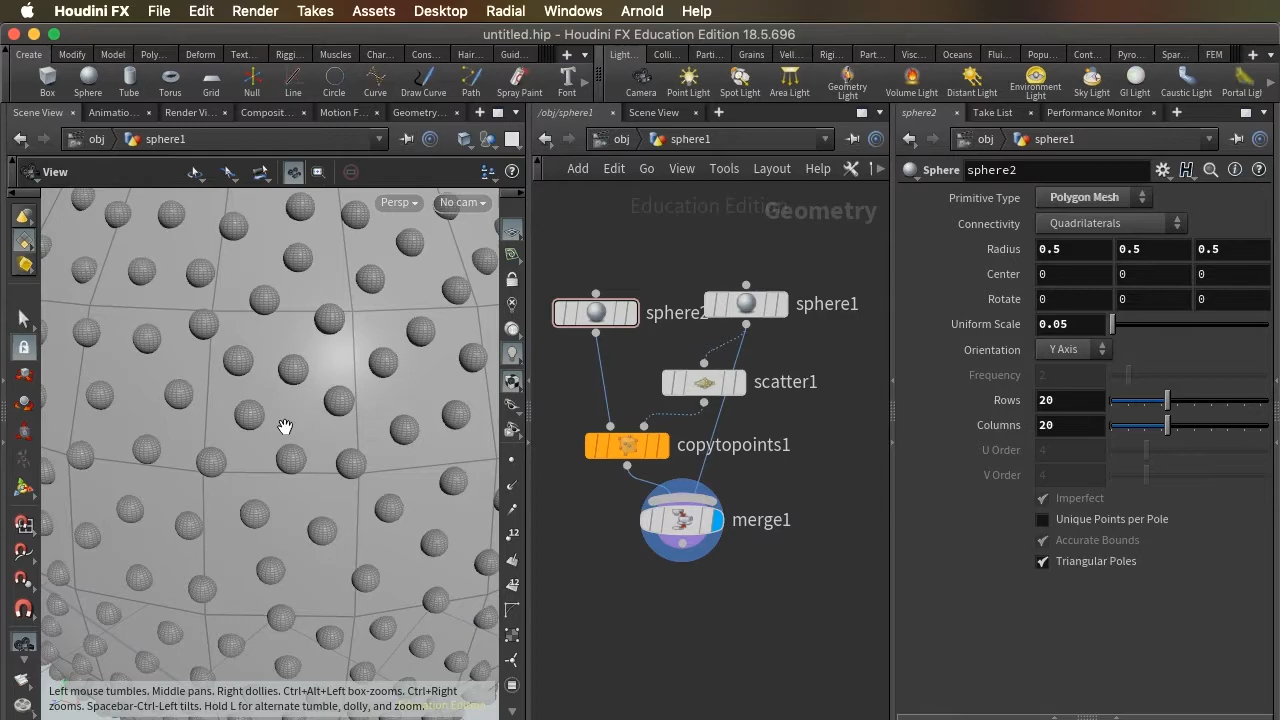 Houdini FX File Edit Render Takes Assets Desktop Radial Windows Arnold Help
untitled.hip - Houdini FX Education Edition 18.5.696
Create Modify Model Poly... Deform Text... Riggi... Muscles Char... Cons... Hair... Guid... Light... Colli... Parti... Grains Vell... Rigi... Part... Visc... Oceans Flui... Popu... Cont... Pyro... Spar... FEM
Box Sphere Tube Torus Grid Null Line Circle Curve Draw Curve Path Spray Paint Font Camera Point Light Spot Light Area Light Geometry Light Volume Light Distant Light Environment Light Sky Light GI Light Caustic Light Portal Ligh
Scene View Animatio... Render Vi... Composit... Motion F... Geometry... /obj/sphere1 Scene View sphere2 Take List Performance Monitor
obj sphere1 obj sphere1 obj sphere1
View Add Edit Go View Tools Layout Help Sphere sphere2
Persp No cam
Education Edition Geometry
sphere2 sphere1
scatter1
copytopoints1
merge1
12
12
Primitive Type Polygon Mesh
Connectivity Quadrilaterals
Radius 0.5 0.5 0.5
Center 0 0 0
Rotate 0 0 0
Uniform Scale 0.05
Orientation Y Axis
Frequency 2
Rows 20
Columns 20
U Order 4
V Order 4
Imperfect
Unique Points per Pole
Accurate Bounds
Triangular Poles
Left mouse tumbles. Middle pans. Right dollies. Ctrl+Alt+Left box-zooms. Ctrl+Right
zooms. Spacebar-Ctrl-Left tilts. Hold L for alternate tumble, dolly, and zoom.
Education Edition